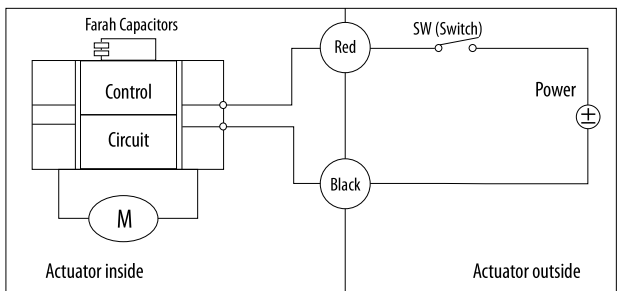 Farah Capacitors
Red
SW (Switch)
Control
Circuit
Power
Black
M
Actuator inside
Actuator outside